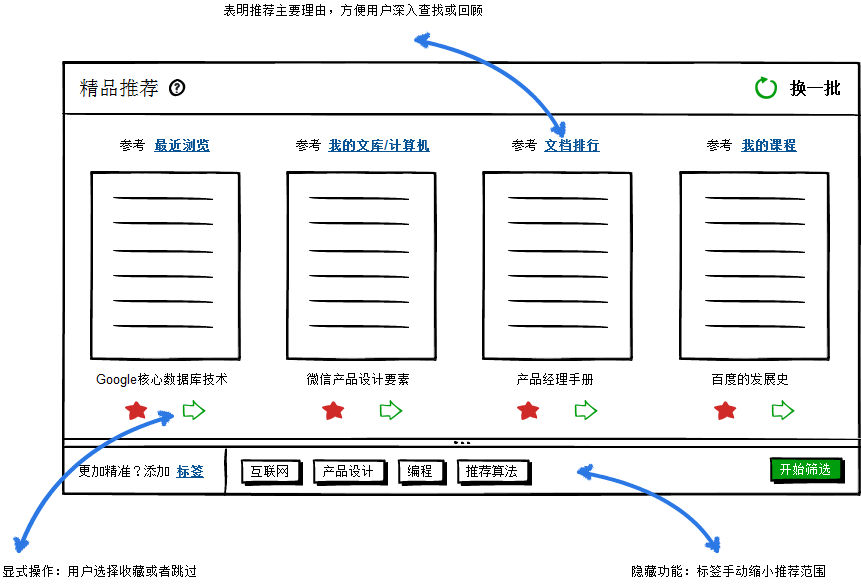 表明推荐主要理由，方便用户深入查找或回顾
精品推荐 ? 换一批
参考 最近浏览 参考 我的文库/计算机 参考 文档排行 参考 我的课程
Google核心数据库技术 微信产品设计要素 产品经理手册 百度的发展史
更加精准？添加 标签 互联网 产品设计 编程 推荐算法 开始筛选
显式操作：用户选择收藏或者跳过 隐藏功能：标签手动缩小推荐范围